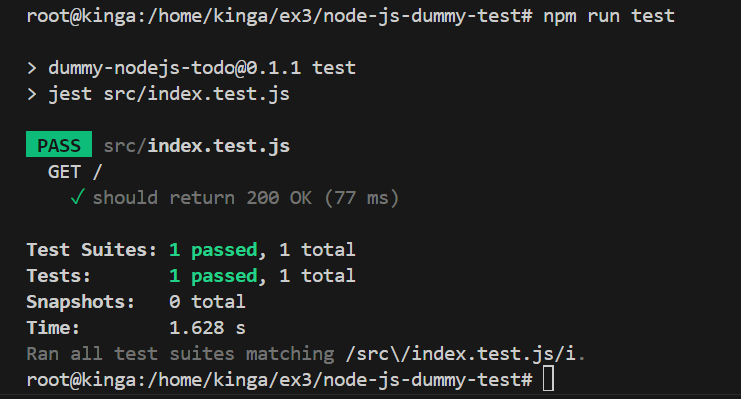 root@kinga:/home/kinga/ex3/node-js-dummy-test# npm run test
> dummy-nodejs-todo@0.1.1 test
> jest src/index.test.js
PASS src/index.test.js
GET /
✓ should return 200 OK (77 ms)
Test Suites: 1 passed, 1 total
Tests: 1 passed, 1 total
Snapshots: 0 total
Time: 1.628 s
Ran all test suites matching /src\/index.test.js/i.
root@kinga:/home/kinga/ex3/node-js-dummy-test#